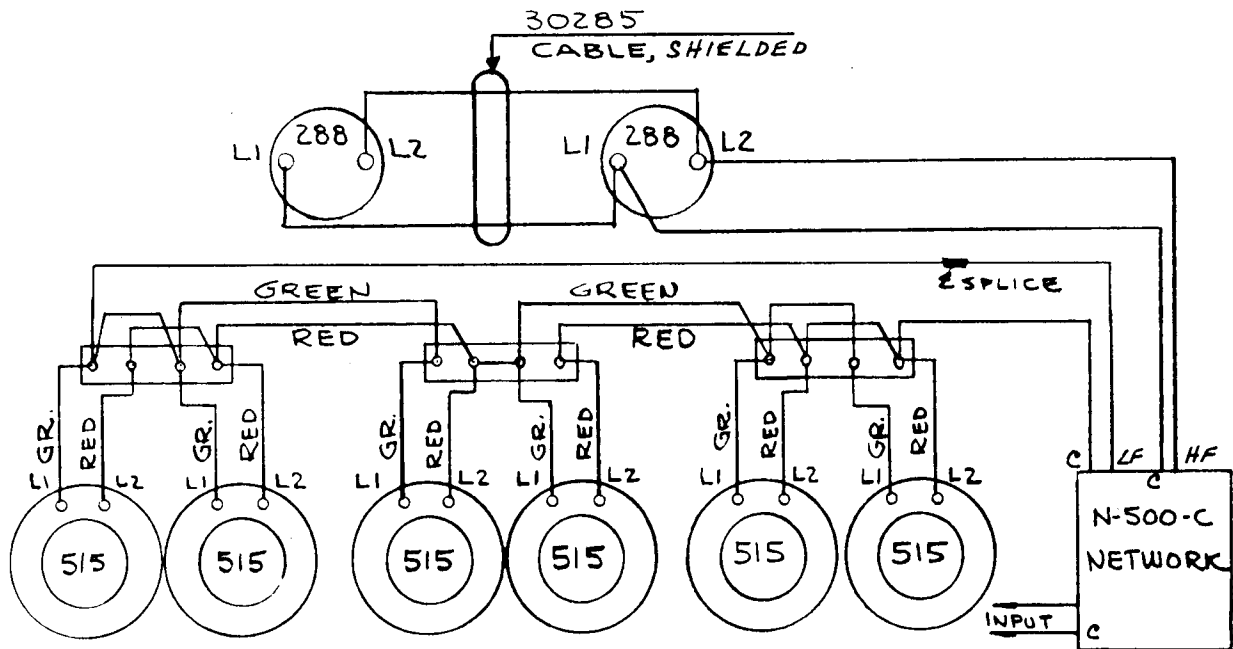 30285
CABLE, SHIELDED
L1 288 L2
L1 288 L2
SPLICE
GREEN
RED
GREEN
RED
GR. RED GR. RED
GR. RED GR. RED
GR. RED GR. RED
L1 L2 L1 L2
L1 L2 L1 L2
L1 L2 L1 L2
515 515
515 515
515 515
C LF C HF
N-500-C
NETWORK
INPUT
C